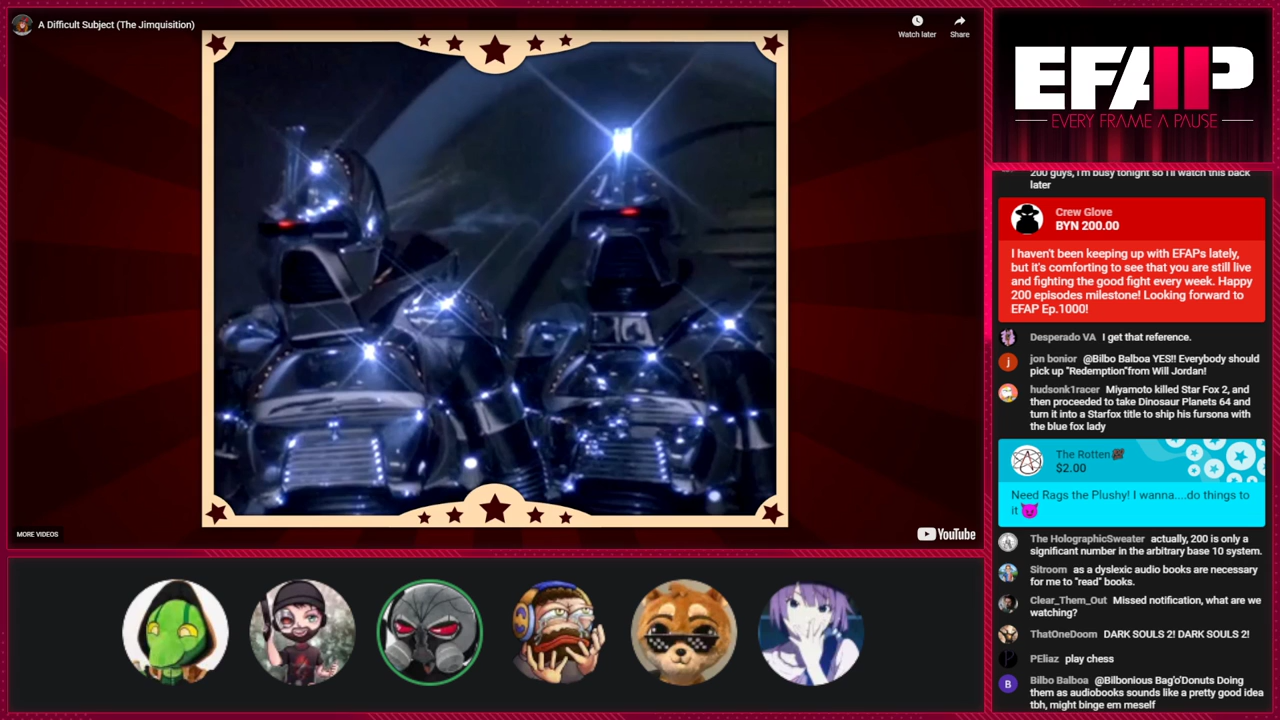 A Difficult Subject (The Jimquisition)
Watch later
Share
MORE VIDEOS
YouTube
EFAP
EVERY FRAME A PAUSE
200 guys, I'm busy tonight so I'll watch this back
later
Crew Glove
BYN 200.00
I haven't been keeping up with EFAPs lately,
but it's comforting to see that you are still live
and fighting the good fight every week. Happy
200 episodes milestone! Looking forward to
EFAP Ep.1000!
Desperado VA I get that reference.
jon bonior @Bilbo Balboa YES!! Everybody should
pick up "Redemption"from Will Jordan!
hudsonk1racer Miyamoto killed Star Fox 2, and
then proceeded to take Dinosaur Planets 64 and
turn it into a Starfox title to ship his fursona with
the blue fox lady
The Rotten
$2.00
Need Rags the Plushy! I wanna....do things to
it 😈
The HolographicSweater actually, 200 is only a
significant number in the arbitrary base 10 system.
Sitroom as a dyslexic audio books are necessary
for me to "read" books.
Clear_Them_Out Missed notification, what are we
watching?
ThatOneDoom DARK SOULS 2! DARK SOULS 2!
PEliaz play chess
B
Bilbo Balboa @Bilbonious Bag'o'Donuts Doing
them as audiobooks sounds like a pretty good idea
tbh, might binge em meself